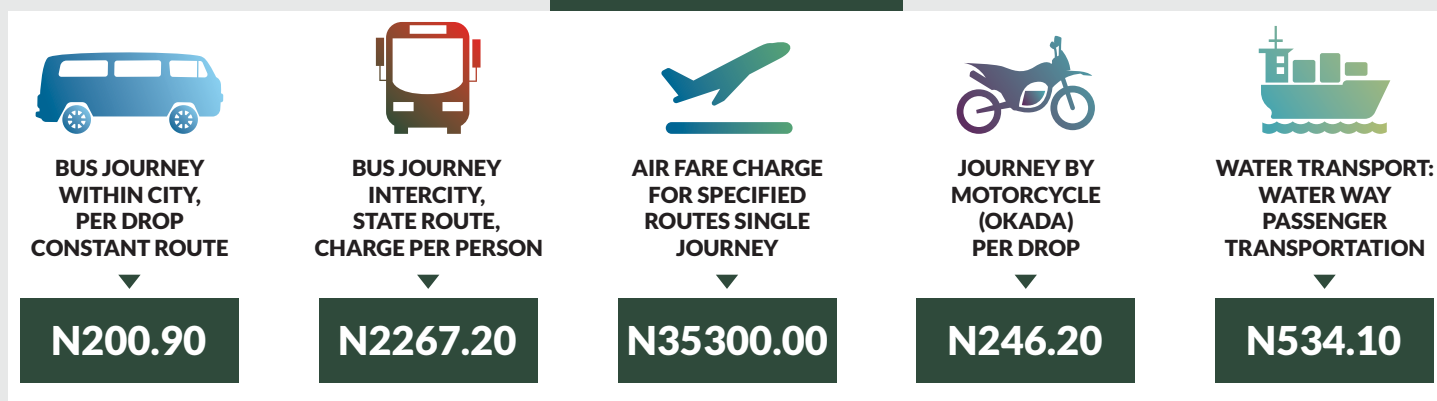 BUS JOURNEY
WITHIN CITY,
PER DROP
CONSTANT ROUTE
N200.90
BUS JOURNEY
INTERCITY,
STATE ROUTE,
CHARGE PER PERSON
N2267.20
AIR FARE CHARGE
FOR SPECIFIED
ROUTES SINGLE
JOURNEY
N35300.00
JOURNEY BY
MOTORCYCLE
(OKADA)
PER DROP
N246.20
WATER TRANSPORT:
WATER WAY
PASSENGER
TRANSPORTATION
N534.10